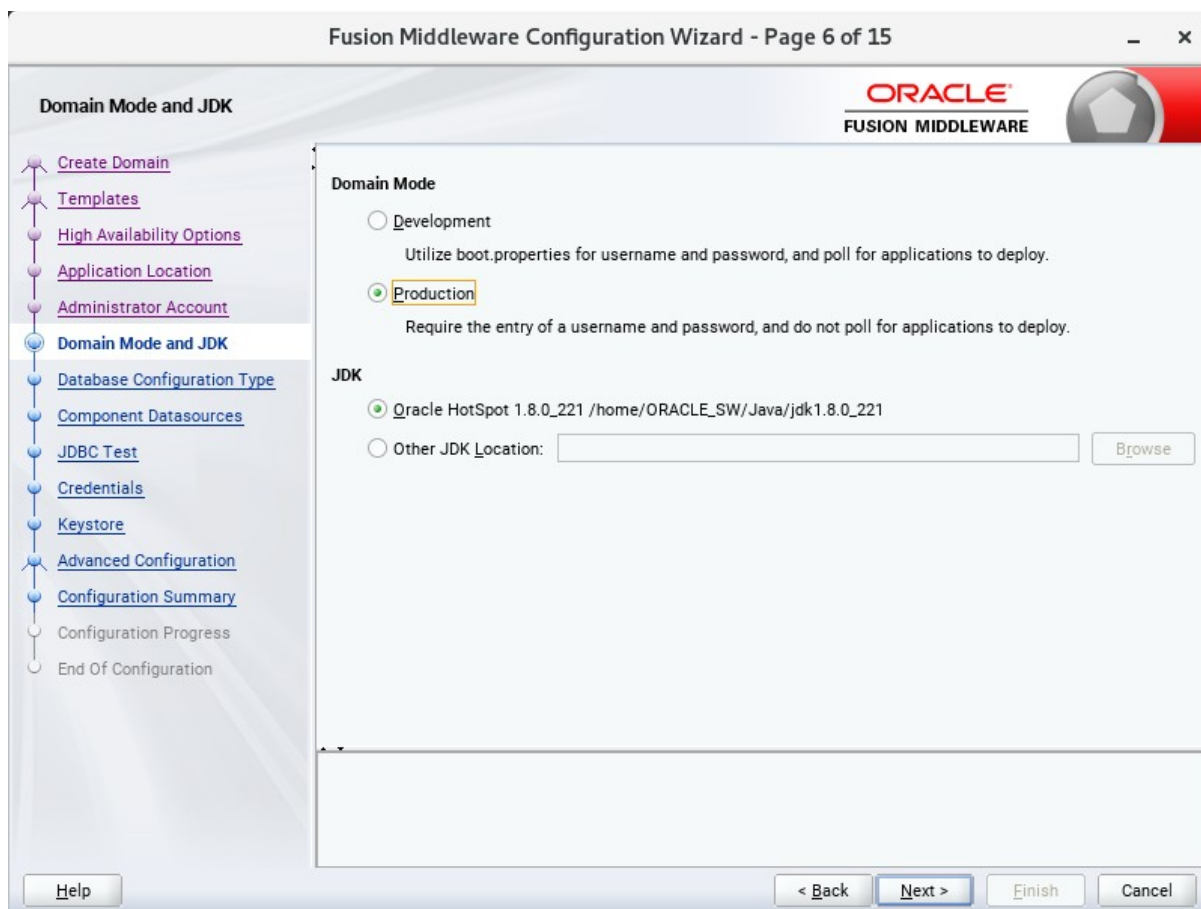 Fusion Middleware Configuration Wizard - Page 6 of 15
Domain Mode and JDK
ORACLE
FUSION MIDDLEWARE
Create Domain
Templates
High Availability Options
Application Location
Administrator Account
Domain Mode and JDK
Database Configuration Type
Component Datasources
JDBC Test
Credentials
Keystore
Advanced Configuration
Configuration Summary
Configuration Progress
End Of Configuration
Domain Mode
Development
Utilize boot.properties for username and password, and poll for applications to deploy.
Production
Require the entry of a username and password, and do not poll for applications to deploy.
JDK
Oracle HotSpot 1.8.0_221 /home/ORACLE_SW/Java/jdk1.8.0_221
Other JDK Location: Browse
Help < Back Next > Finish Cancel